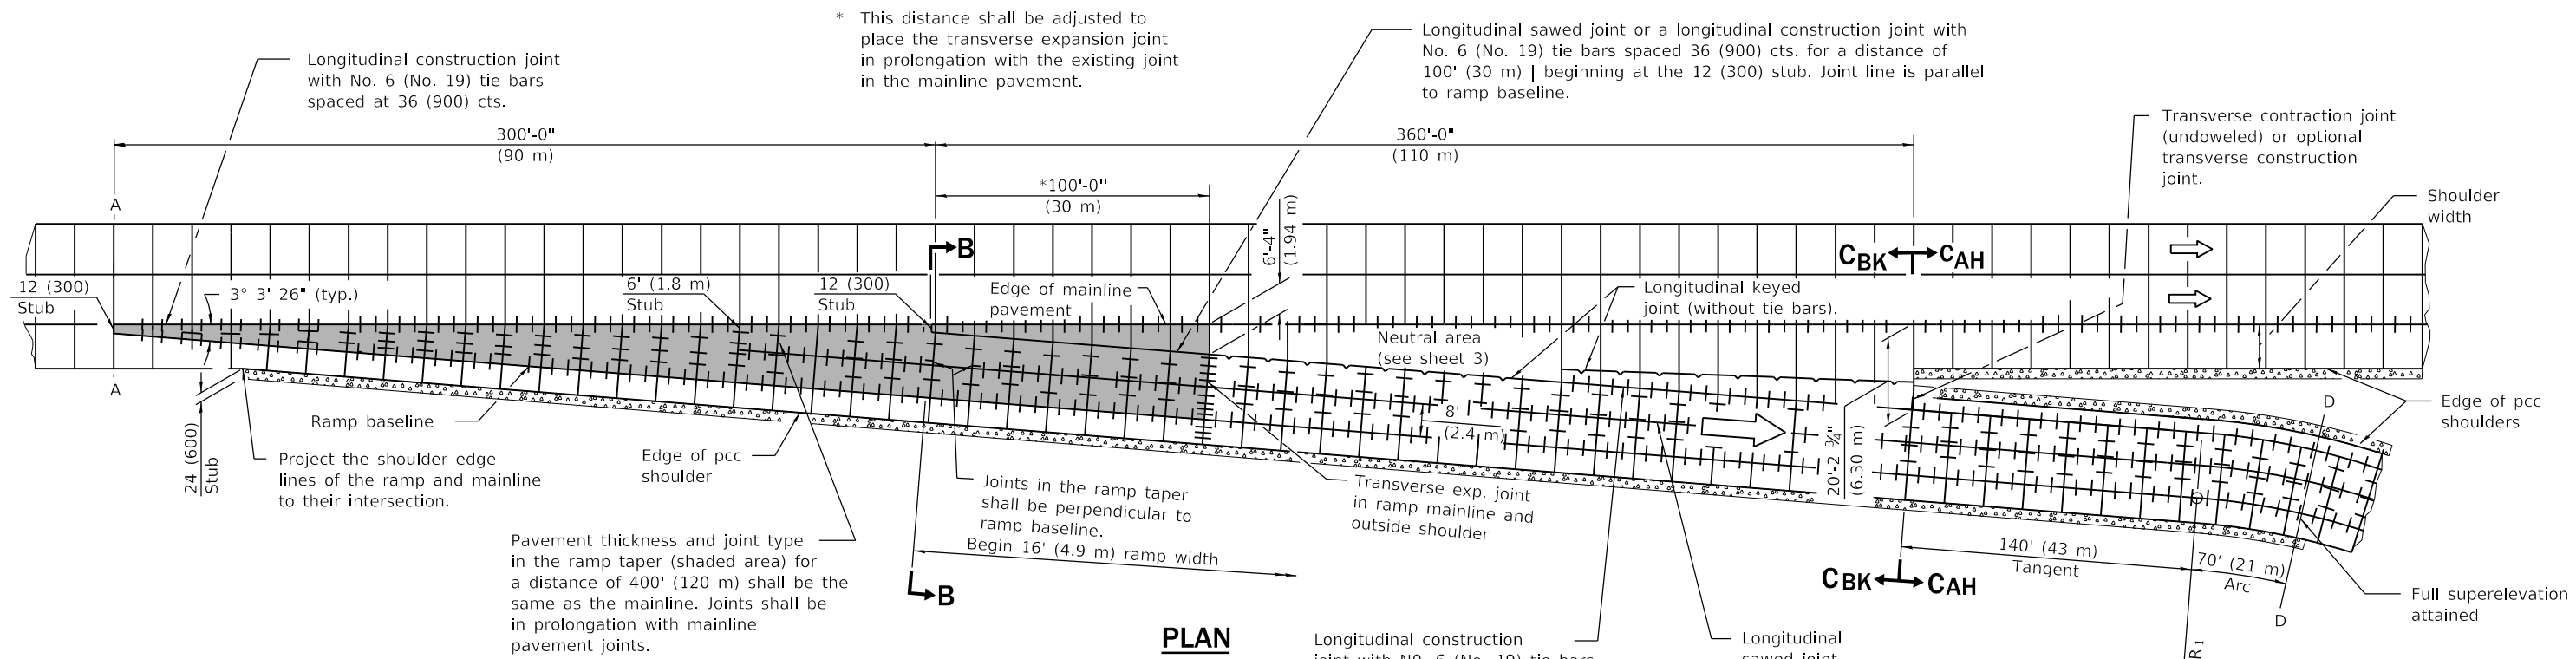 * This distance shall be adjusted to
place the transverse expansion joint
in prolongation with the existing joint
in the mainline pavement.
Longitudinal sawed joint or a longitudinal construction joint with
No. 6 (No. 19) tie bars spaced 36 (900) cts. for a distance of
100' (30 m) | beginning at the 12 (300) stub. Joint line is parallel
to ramp baseline.
Longitudinal construction joint
with No. 6 (No. 19) tie bars
spaced at 36 (900) cts.
Transverse contraction joint
(undoweled) or optional
transverse construction
joint.
300'-0"
(90 m)
360'-0"
(110 m)
*100'-0"
(30 m)
6'-4"
(1.94 m)
Shoulder
width
A
B
CBK
CAH
12 (300)
Stub
3° 3' 26" (typ.)
6' (1.8 m)
Stub
12 (300)
Stub
Edge of mainline
pavement
Longitudinal keyed
joint (without tie bars).
Neutral area
(see sheet 3)
A
24 (600)
Stub
Ramp baseline
Project the shoulder edge
lines of the ramp and mainline
to their intersection.
Edge of pcc
shoulder
8'
(2.4 m)
20'-2 ¾"
(6.30 m)
D
Edge of pcc
shoulders
Joints in the ramp taper
shall be perpendicular to
ramp baseline.
Transverse exp. joint
in ramp mainline and
outside shoulder
Begin 16' (4.9 m) ramp width
Pavement thickness and joint type
in the ramp taper (shaded area) for
a distance of 400' (120 m) shall be the
same as the mainline. Joints shall be
in prolongation with mainline
pavement joints.
B
140' (43 m)
Tangent
70' (21 m)
Arc
CBK
CAH
D
Full superelevation
attained
R1
PLAN
Longitudinal construction
joint with N0. 6 (No. 19) tie bars
Longitudinal
sawed joint